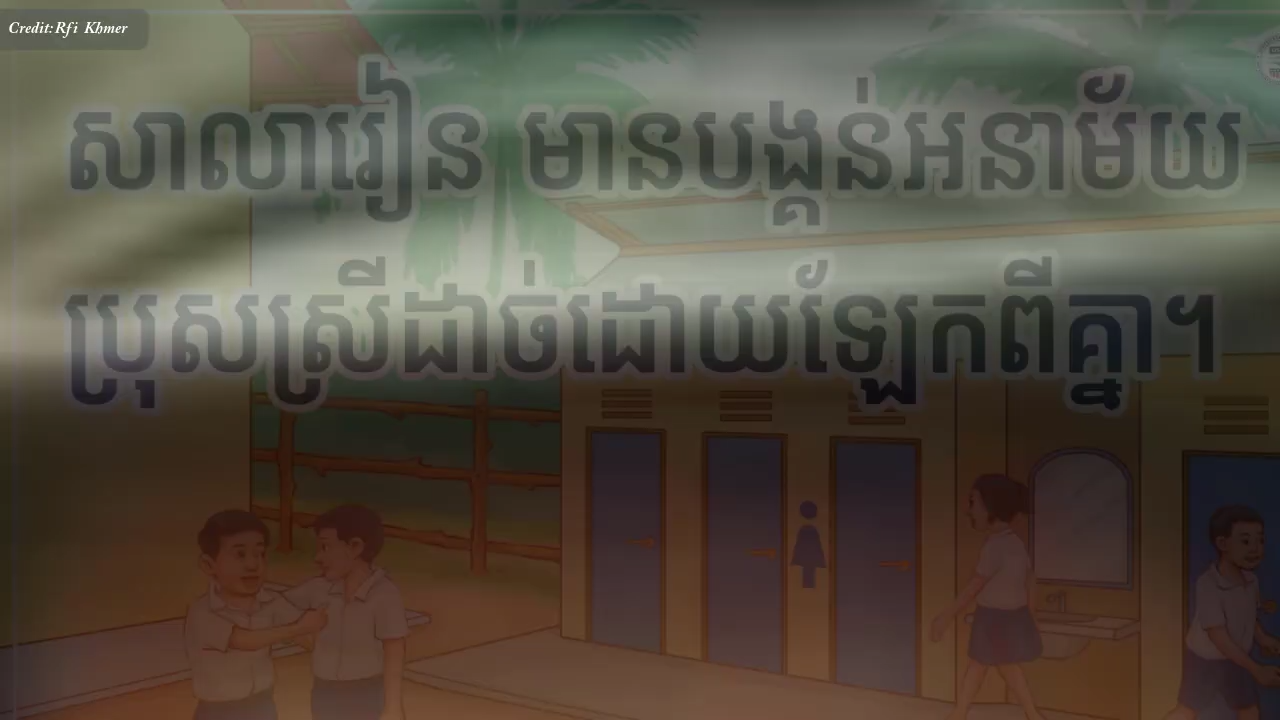 Credit:Rfi Khmer
សាលារៀន មានបង្គន់អនាម័យ
ប្រុសស្រីដាច់ដោយឡែកពីគ្នា។